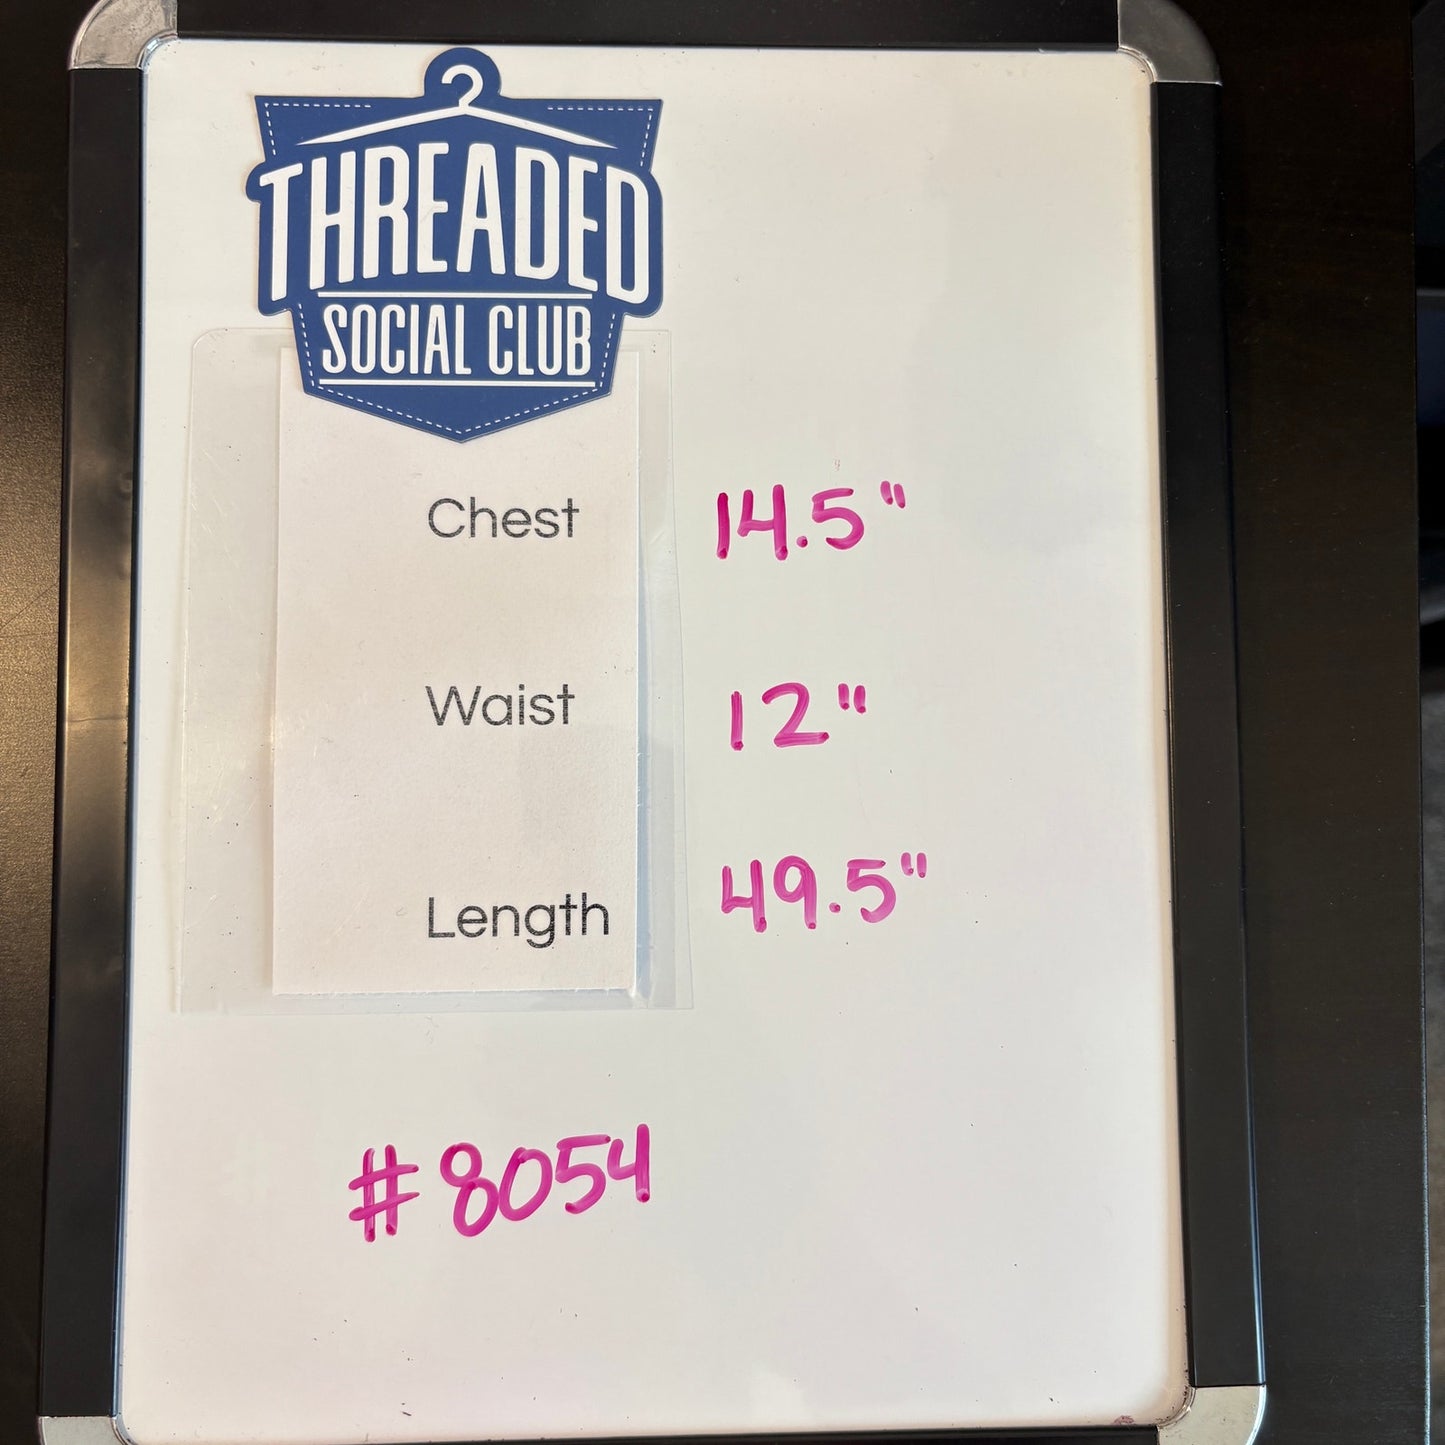 THREADED
SOCIAL CLUB
Chest 14.5"
Waist 12"
Length 49.5"
#8054